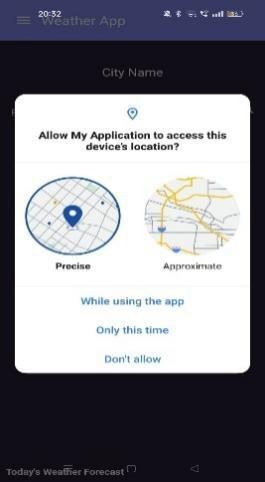 20:32
Weather App
City Name
Allow My Application to access this
device's location?
Precise
Approximate
While using the app
Only this time
Don't allow
Today's Weather Forecast